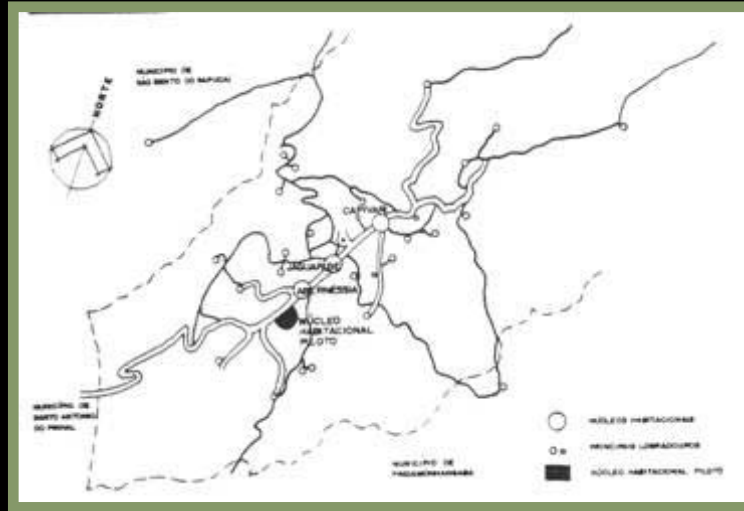 MUNICÍPIO DE
SÃO BENTO DO SAPUCAÍ
NORTE
CAPIVARI
JAGUARIBE
ABERNÉSSIA
NÚCLEO
HABITACIONAL
PILOTO
MUNICÍPIO DE
SANTO ANTONIO
DO PINHAL
MUNICÍPIO DE
PINDAMONHANGABA
NÚCLEOS HABITACIONAIS
PRINCIPAIS LOGRADOUROS
NÚCLEO HABITACIONAL PILOTO